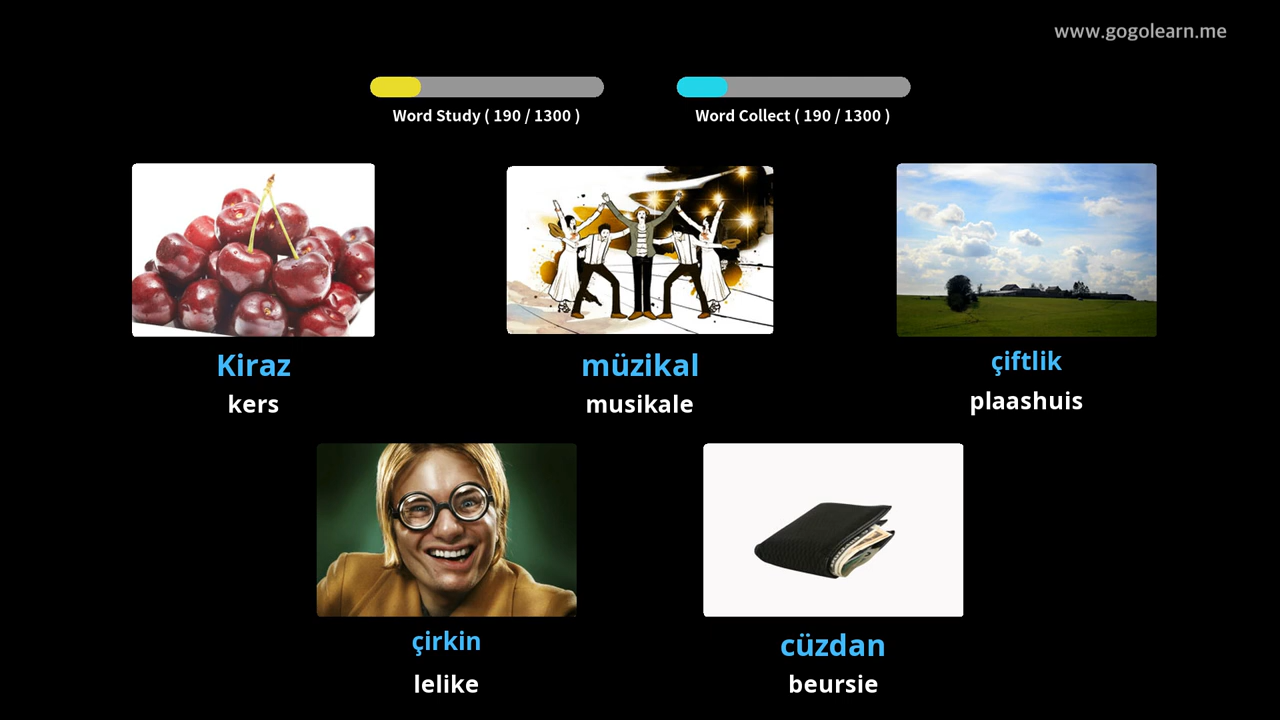 www.gogolearn.me
Word Study ( 190 / 1300 )
Word Collect ( 190 / 1300 )
Kiraz
kers
müzikal
musikale
çiftlik
plaashuis
çirkin
lelike
cüzdan
beursie